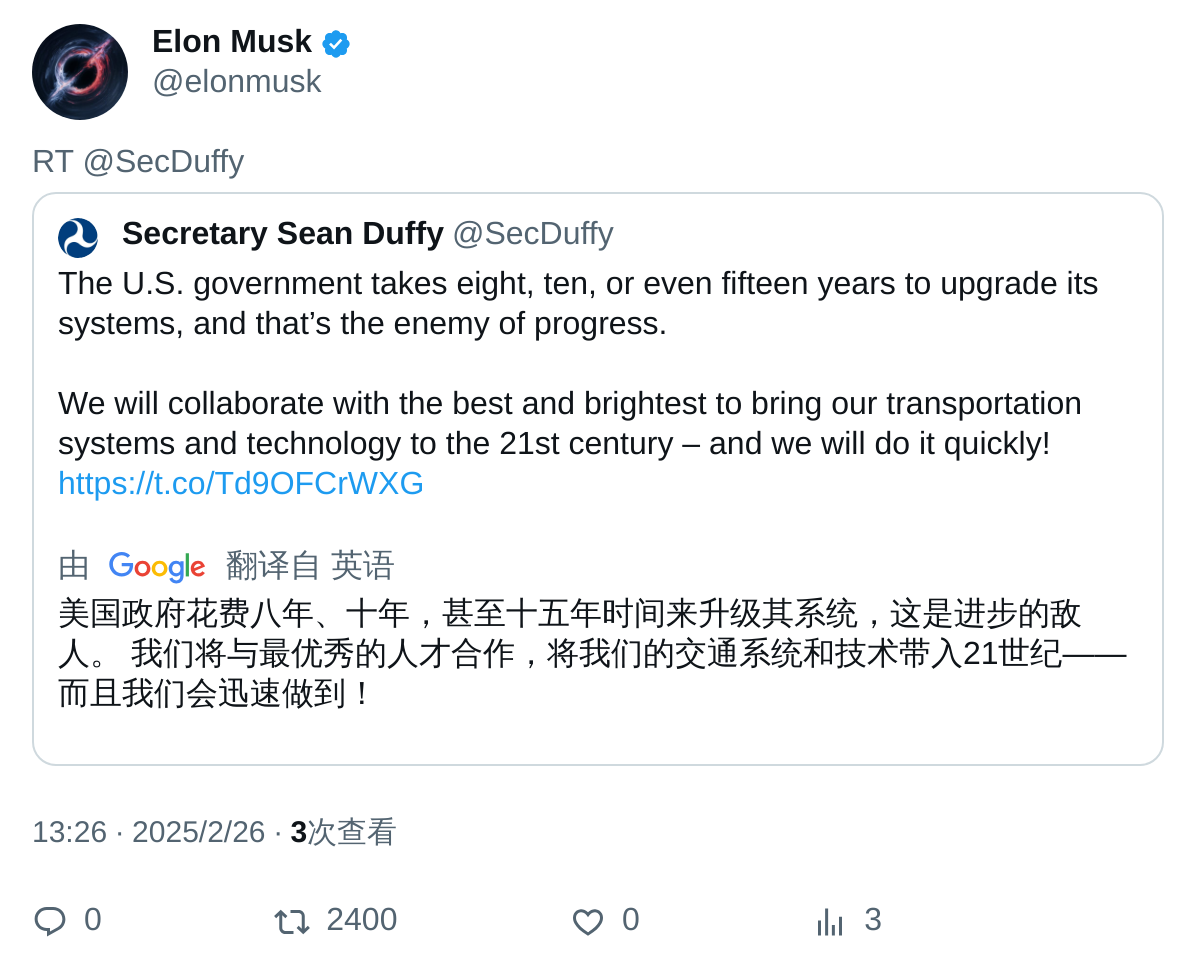 Elon Musk
@elonmusk
RT @SecDuffy
Secretary Sean Duffy @SecDuffy
The U.S. government takes eight, ten, or even fifteen years to upgrade its
systems, and that’s the enemy of progress.
We will collaborate with the best and brightest to bring our transportation
systems and technology to the 21st century – and we will do it quickly!
https://t.co/Td9OFCrWXG
由 Google 翻译自 英语
美国政府花费八年、十年，甚至十五年时间来升级其系统，这是进步的敌
人。 我们将与最优秀的人才合作，将我们的交通系统和技术带入21世纪——
而且我们会迅速做到！
13:26 · 2025/2/26 · 3次查看
0 2400 0 3